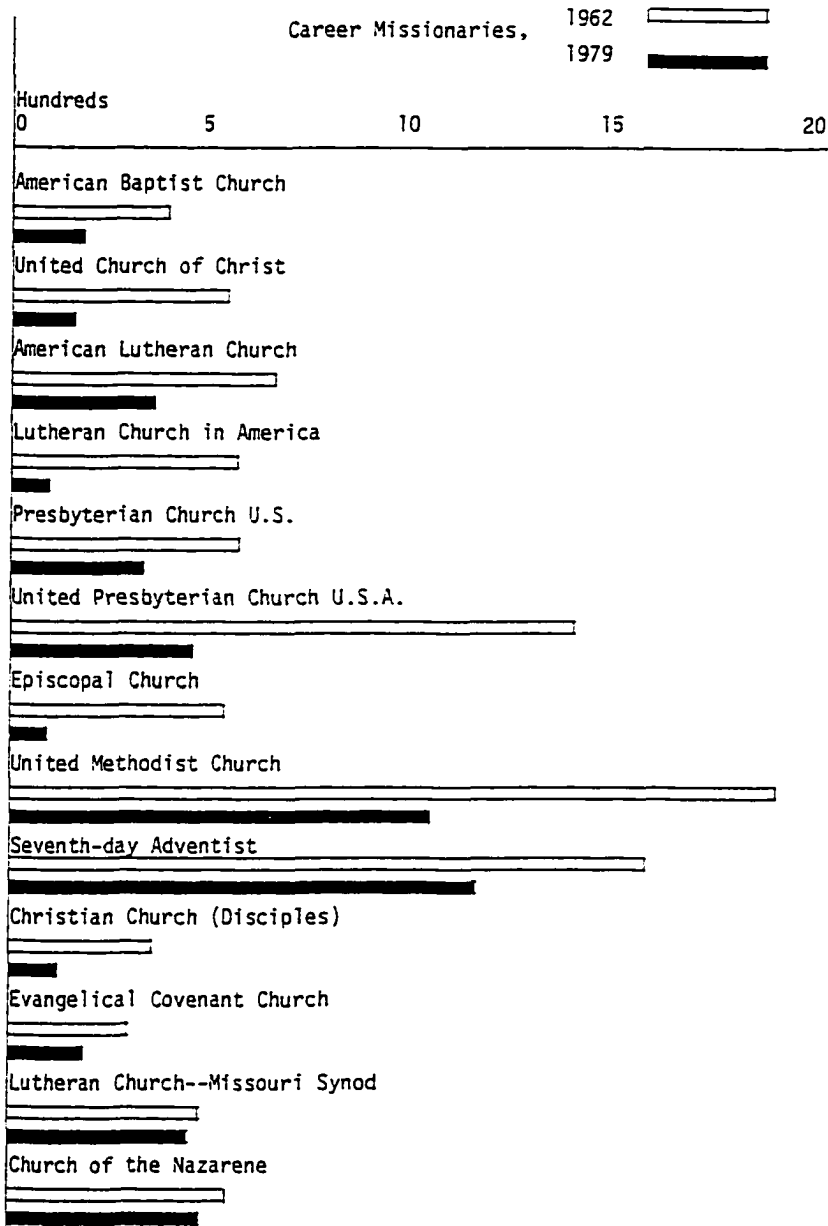 Career Missionaries, 1962
1979
Hundreds
0 5 10 15 20
American Baptist Church
United Church of Christ
American Lutheran Church
Lutheran Church in America
Presbyterian Church U.S.
United Presbyterian Church U.S.A.
Episcopal Church
United Methodist Church
Seventh-day Adventist
Christian Church (Disciples)
Evangelical Covenant Church
Lutheran Church--Missouri Synod
Church of the Nazarene